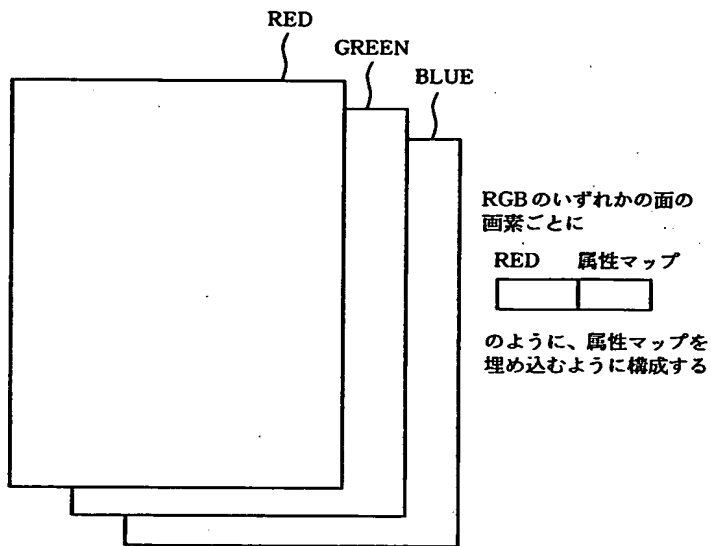 RED
GREEN
BLUE
RGBのいずれかの面の
画素ごとに
RED 属性マップ
のように、属性マップを
埋め込むように構成する